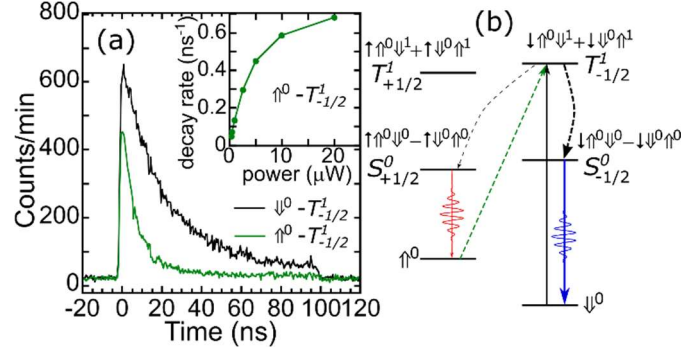 (a)
Counts/min
800
600
400
200
0
-20 0 20 40 60 80 100 120
Time (ns)
decay rate (ns⁻¹)
0.6
0.4
0.2
0
⇑⁰ -T¹₋₁/₂
0 5 10 15 20
power (μW)
⇓⁰ -T¹₋₁/₂
⇑⁰ -T¹₋₁/₂
(b)
↑⇑⁰⇓¹+↑⇓⁰⇑¹
T¹₊₁/₂
↓⇑⁰⇓¹+↓⇓⁰⇑¹
T¹₋₁/₂
↑⇑⁰⇓⁰−↑⇓⁰⇑⁰
S⁰₊₁/₂
↓⇑⁰⇓⁰−↓⇓⁰⇑⁰
S⁰₋₁/₂
⇑⁰
⇓⁰